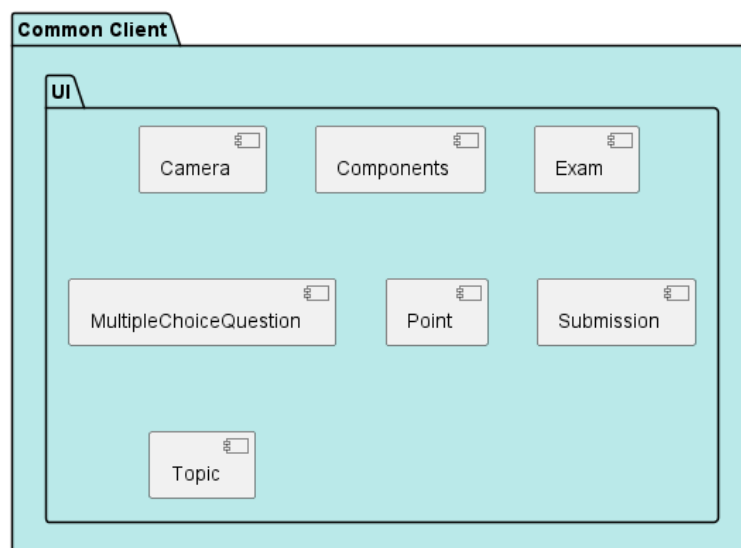 Common Client
UI
Camera
Components
Exam
MultipleChoiceQuestion
Point
Submission
Topic